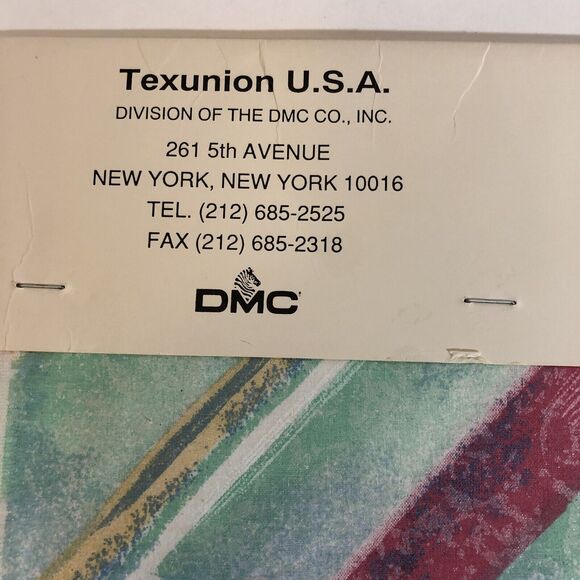 Texunion U.S.A.
DIVISION OF THE DMC CO., INC.
261 5th AVENUE
NEW YORK, NEW YORK 10016
TEL. (212) 685-2525
FAX (212) 685-2318
DMC